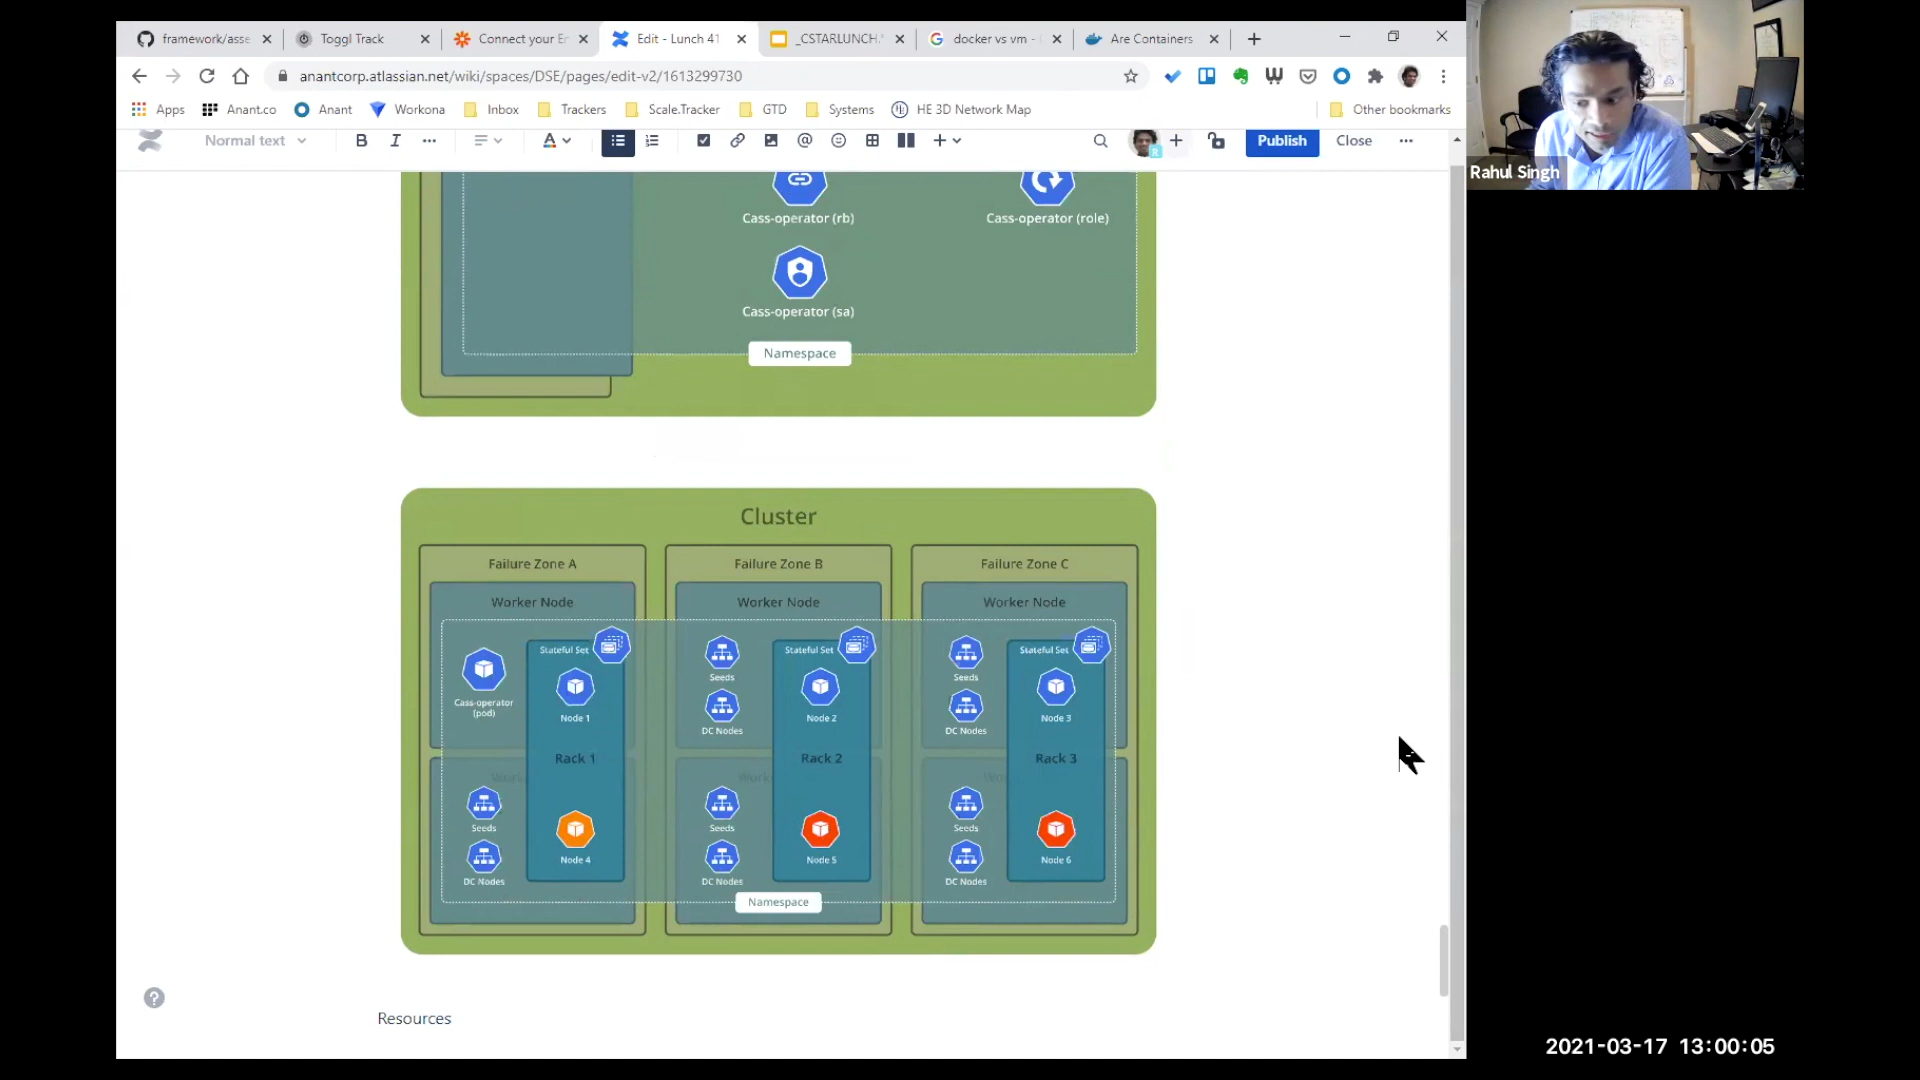 framework/asse
Toggl Track
Connect your En
Edit - Lunch 41
_CSTARLUNCH.
docker vs vm -
Are Containers
anantcorp.atlassian.net/wiki/spaces/DSE/pages/edit-v2/1613299730
Apps
Anant.co
Anant
Workona
Inbox
Trackers
Scale.Tracker
GTD
Systems
HE 3D Network Map
Other bookmarks
Normal text
Publish
Close
Rahul Singh
Cass-operator (rb)
Cass-operator (role)
Cass-operator (sa)
Namespace
Cluster
Failure Zone A
Failure Zone B
Failure Zone C
Worker Node
Worker Node
Worker Node
Cass-operator
(pod)
Stateful Set
Node 1
Rack 1
Seeds
DC Nodes
Node 4
Seeds
DC Nodes
Stateful Set
Node 2
Rack 2
Seeds
DC Nodes
Node 5
Seeds
DC Nodes
Stateful Set
Node 3
Rack 3
Seeds
DC Nodes
Node 6
Namespace
Resources
2021-03-17 13:00:05